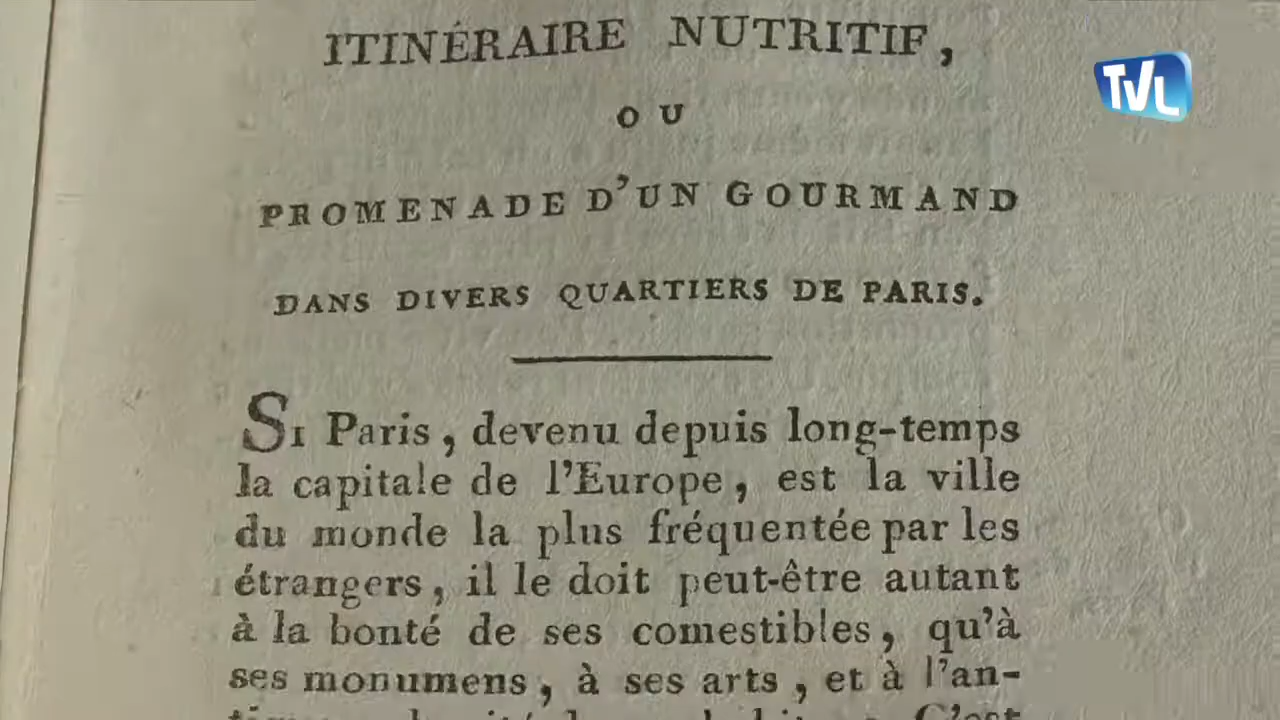 ITINÉRAIRE NUTRITIF,
TVL
OU
PROMENADE D'UN GOURMAND
DANS DIVERS QUARTIERS DE PARIS.
SI Paris, devenu depuis long-temps
la capitale de l'Europe, est la ville
du monde la plus fréquentée par les
étrangers, il le doit peut-être autant
à la bonté de ses comestibles, qu'à
ses monumens, à ses arts, et à l'an-
C'est